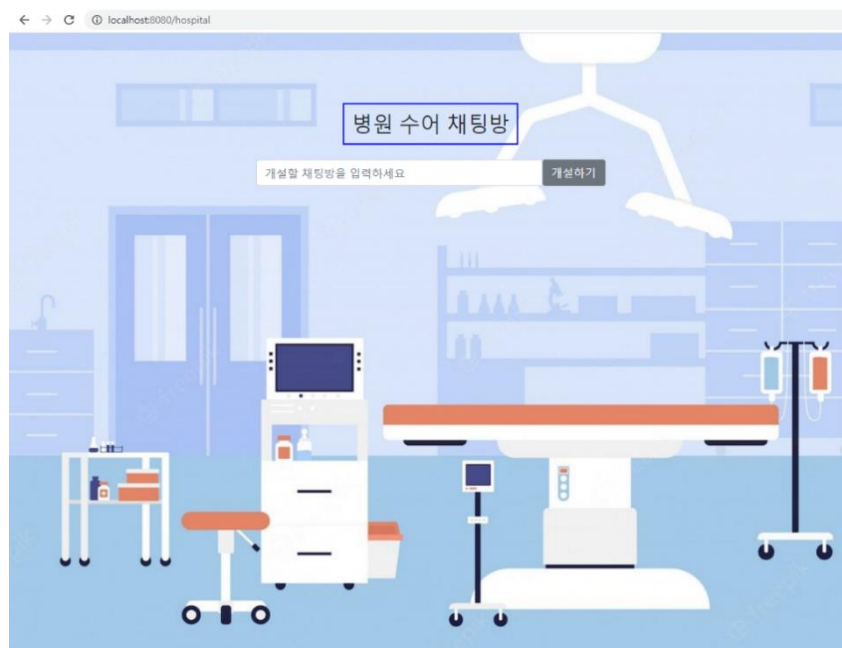 localhost:8080/hospital
병원 수어 채팅방
개설할 채팅방을 입력하세요
개설하기
freepik